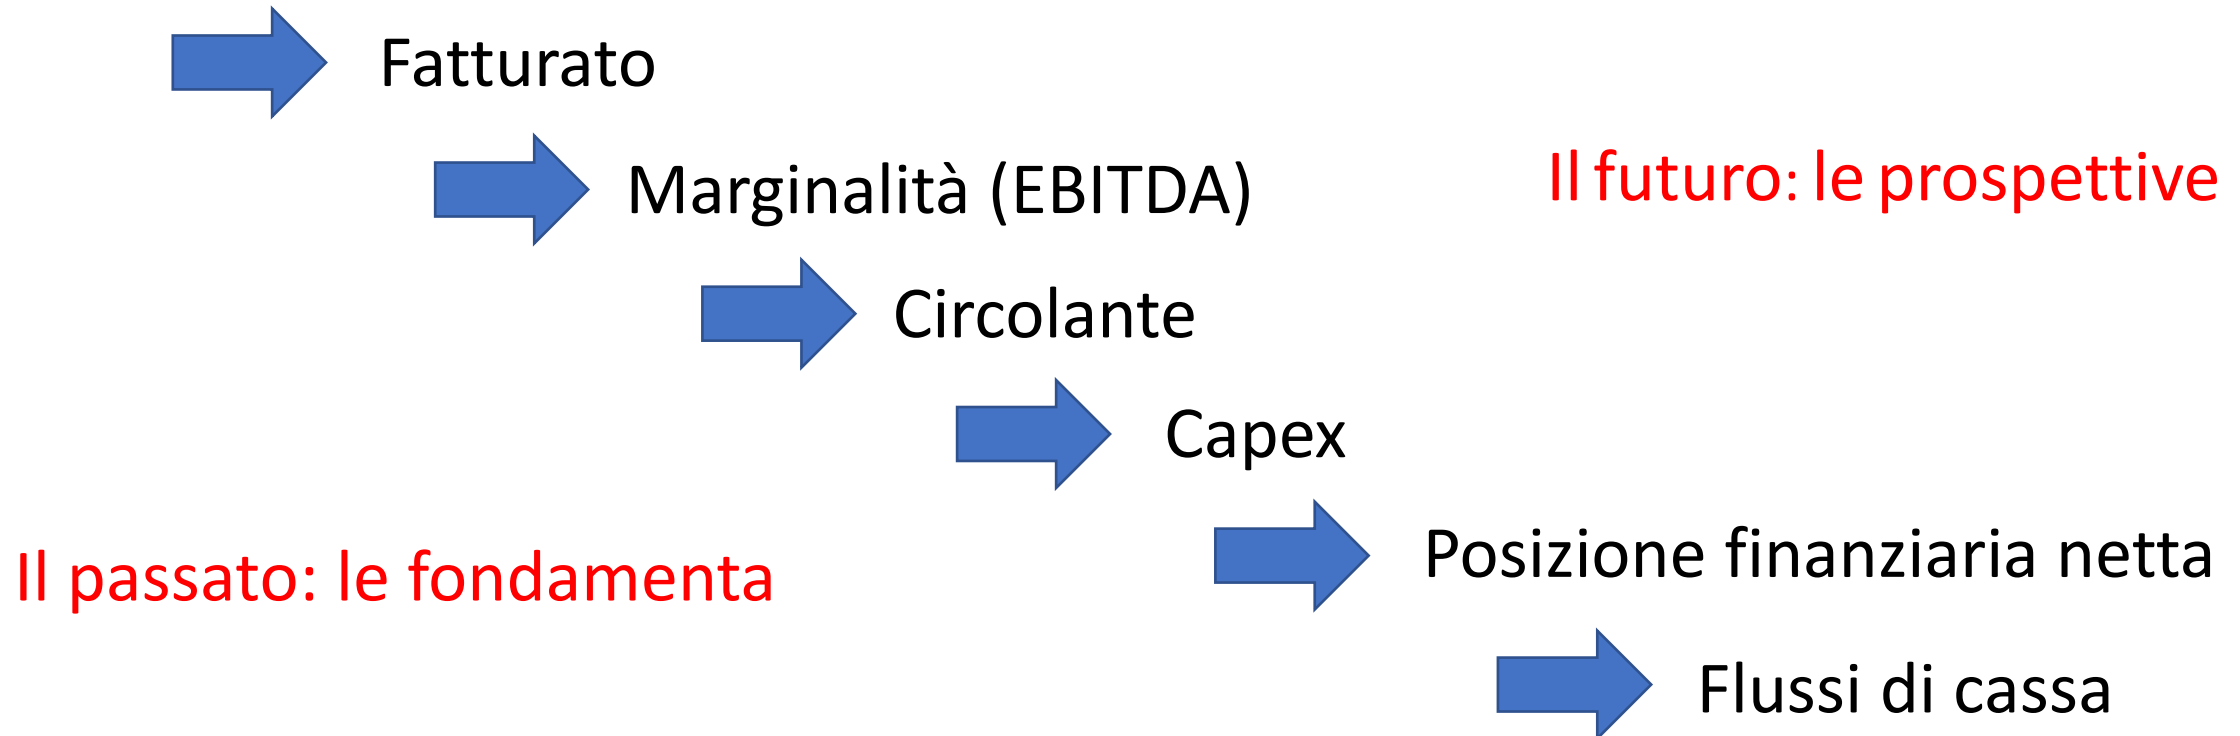 Fatturato
Marginalità (EBITDA)
Il futuro: le prospettive
Circolante
Capex
Posizione finanziaria netta
Il passato: le fondamenta
Flussi di cassa